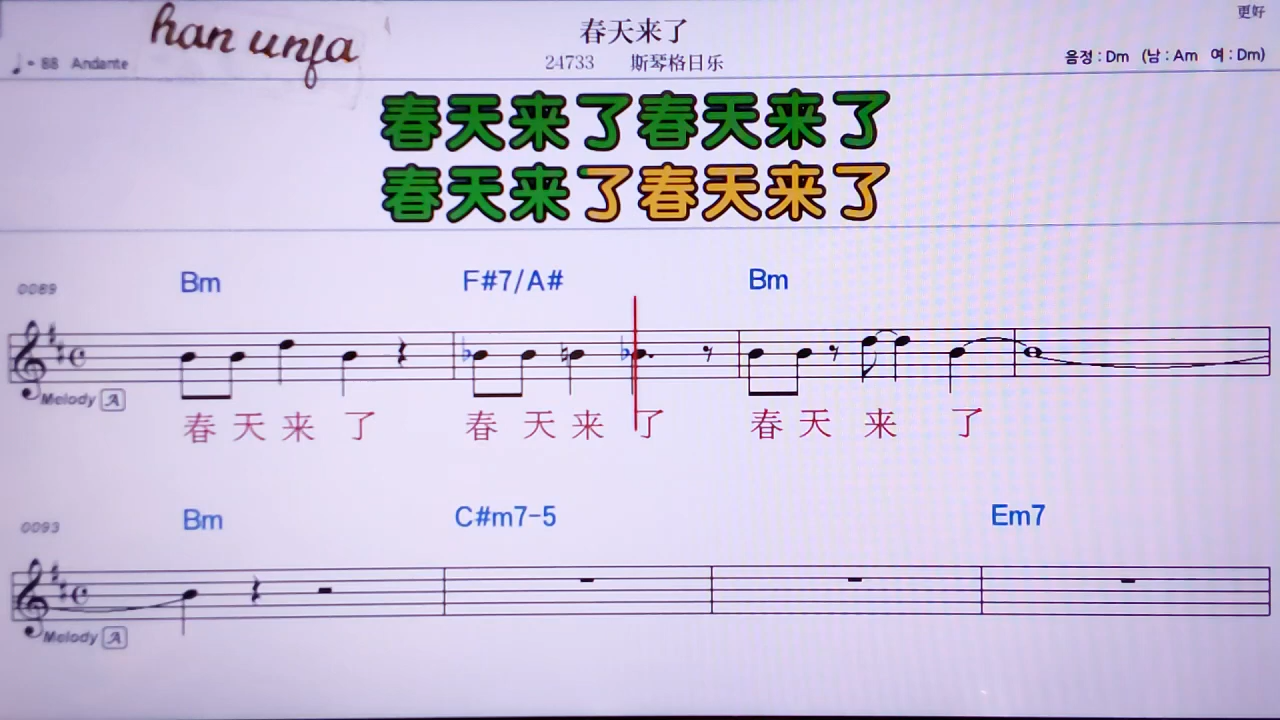 han unja
春天来了
更好
♩= 88 Andante
24733 斯琴格日乐
음정 : Dm (남 : Am 여 : Dm)
春天来了春天来了
春天来了春天来了
0089
Bm F#7/A# Bm
Melody A
春 天 来 了 春 天 来 了 春 天 来 了
0093
Bm C#m7-5 Em7
Melody A